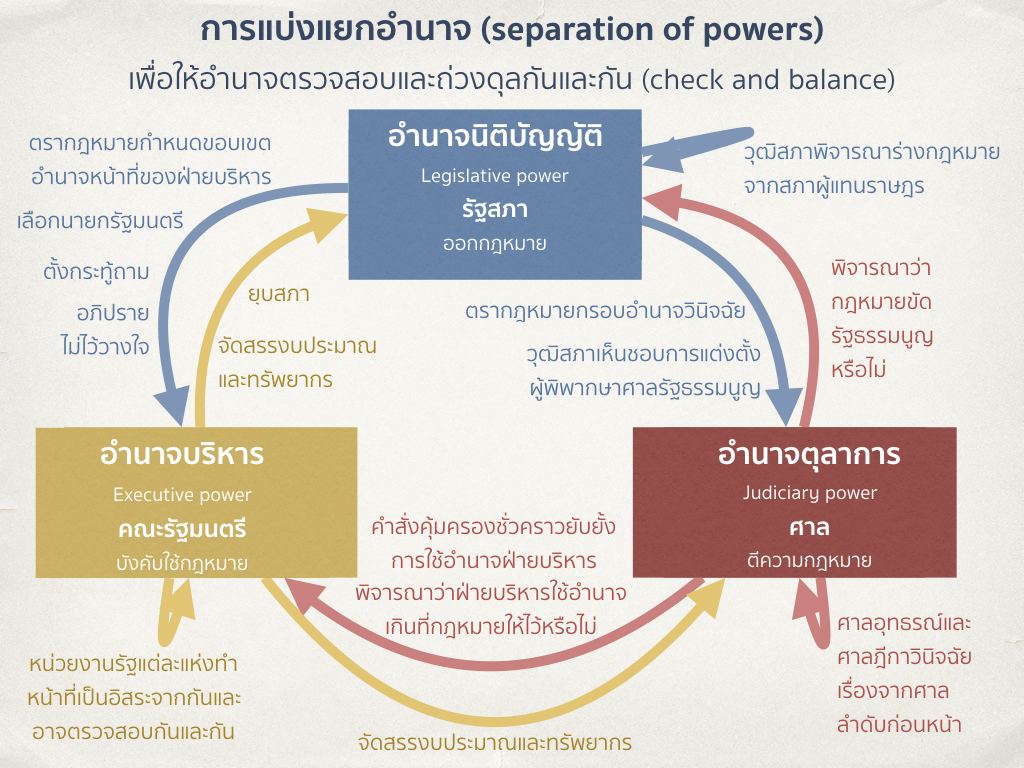 การแบ่งแยกอำนาจ (separation of powers)
เพื่อให้อำนาจตรวจสอบและถ่วงดุลกันและกัน (check and balance)
อำนาจนิติบัญญัติ
Legislative power
รัฐสภา
ออกกฎหมาย
ตรากฎหมายกำหนดขอบเขต
อำนาจหน้าที่ของฝ่ายบริหาร
เลือกนายกรัฐมนตรี
ตั้งกระทู้ถาม
อภิปราย
ไม่ไว้วางใจ
วุฒิสภาพิจารณาร่างกฎหมาย
จากสภาผู้แทนราษฎร
ยุบสภา
จัดสรรงบประมาณ
และทรัพยากร
ตรากฎหมายกรอบอำนาจวินิจฉัย
วุฒิสภาเห็นชอบการแต่งตั้ง
ผู้พิพากษาศาลรัฐธรรมนูญ
พิจารณาว่า
กฎหมายขัด
รัฐธรรมนูญ
หรือไม่
อำนาจบริหาร
Executive power
คณะรัฐมนตรี
บังคับใช้กฎหมาย
อำนาจตุลาการ
Judiciary power
ศาล
ตีความกฎหมาย
คำสั่งคุ้มครองชั่วคราวยับยั้ง
การใช้อำนาจฝ่ายบริหาร
พิจารณาว่าฝ่ายบริหารใช้อำนาจ
เกินที่กฎหมายให้ไว้หรือไม่
หน่วยงานรัฐแต่ละแห่งทำ
หน้าที่เป็นอิสระจากกันและ
อาจตรวจสอบกันและกัน
ศาลอุทธรณ์และ
ศาลฎีกาวินิจฉัย
เรื่องจากศาล
ลำดับก่อนหน้า
จัดสรรงบประมาณและทรัพยากร